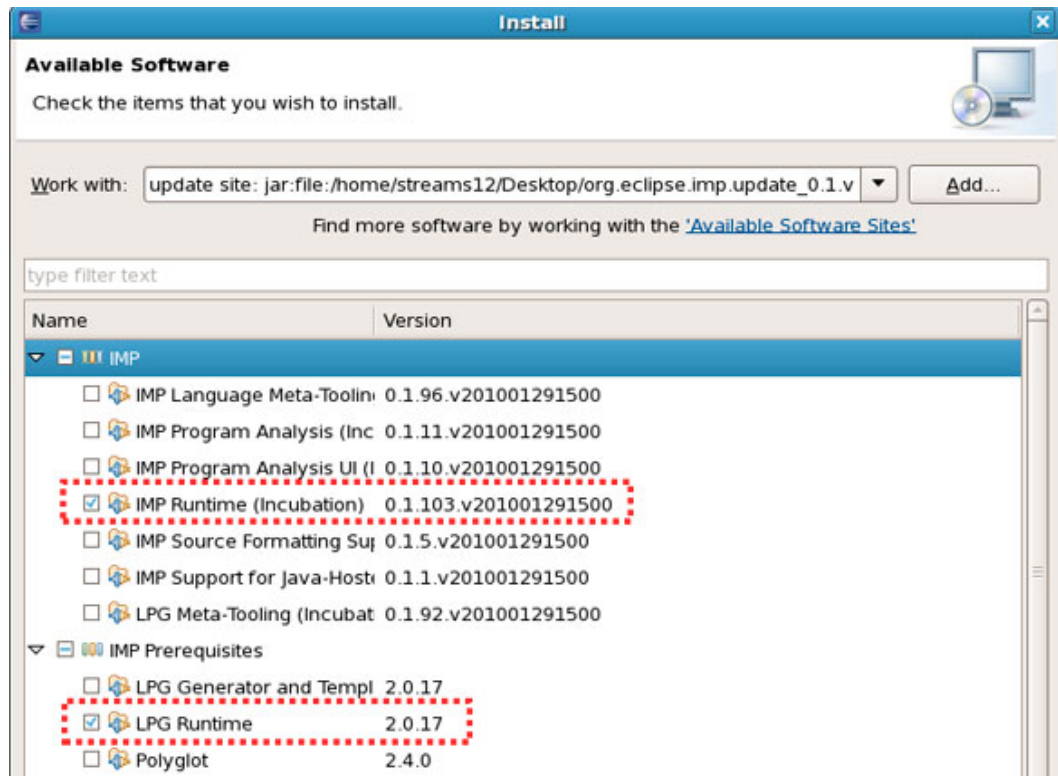 Install
Available Software
Check the items that you wish to install.
Work with: update site: jar:file:/home/streams12/Desktop/org.eclipse.imp.update_0.1.v Add...
Find more software by working with the 'Available Software Sites'
type filter text
Name Version
IMP
IMP Language Meta-Tooling 0.1.96.v201001291500
IMP Program Analysis (Inc 0.1.11.v201001291500
IMP Program Analysis UI (I 0.1.10.v201001291500
IMP Runtime (Incubation) 0.1.103.v201001291500
IMP Source Formatting Sup 0.1.5.v201001291500
IMP Support for Java-Hoste 0.1.1.v201001291500
LPG Meta-Tooling (Incubat 0.1.92.v201001291500
IMP Prerequisites
LPG Generator and Templ 2.0.17
LPG Runtime 2.0.17
Polyglot 2.4.0